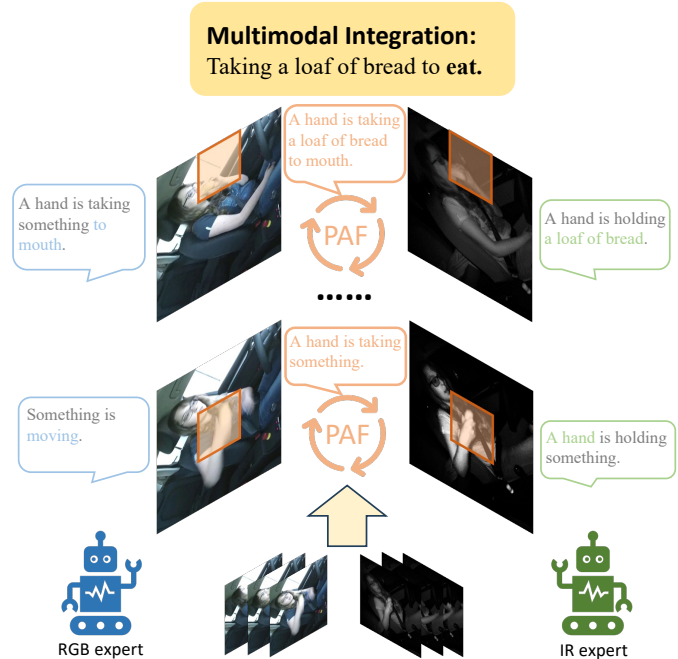 Multimodal Integration:
Taking a loaf of bread to eat.
A hand is taking
a loaf of bread
to mouth.
A hand is taking
something to
mouth.
PAF
A hand is holding
a loaf of bread.
......
A hand is taking
something.
Something is
moving.
PAF
A hand is holding
something.
RGB expert
IR expert